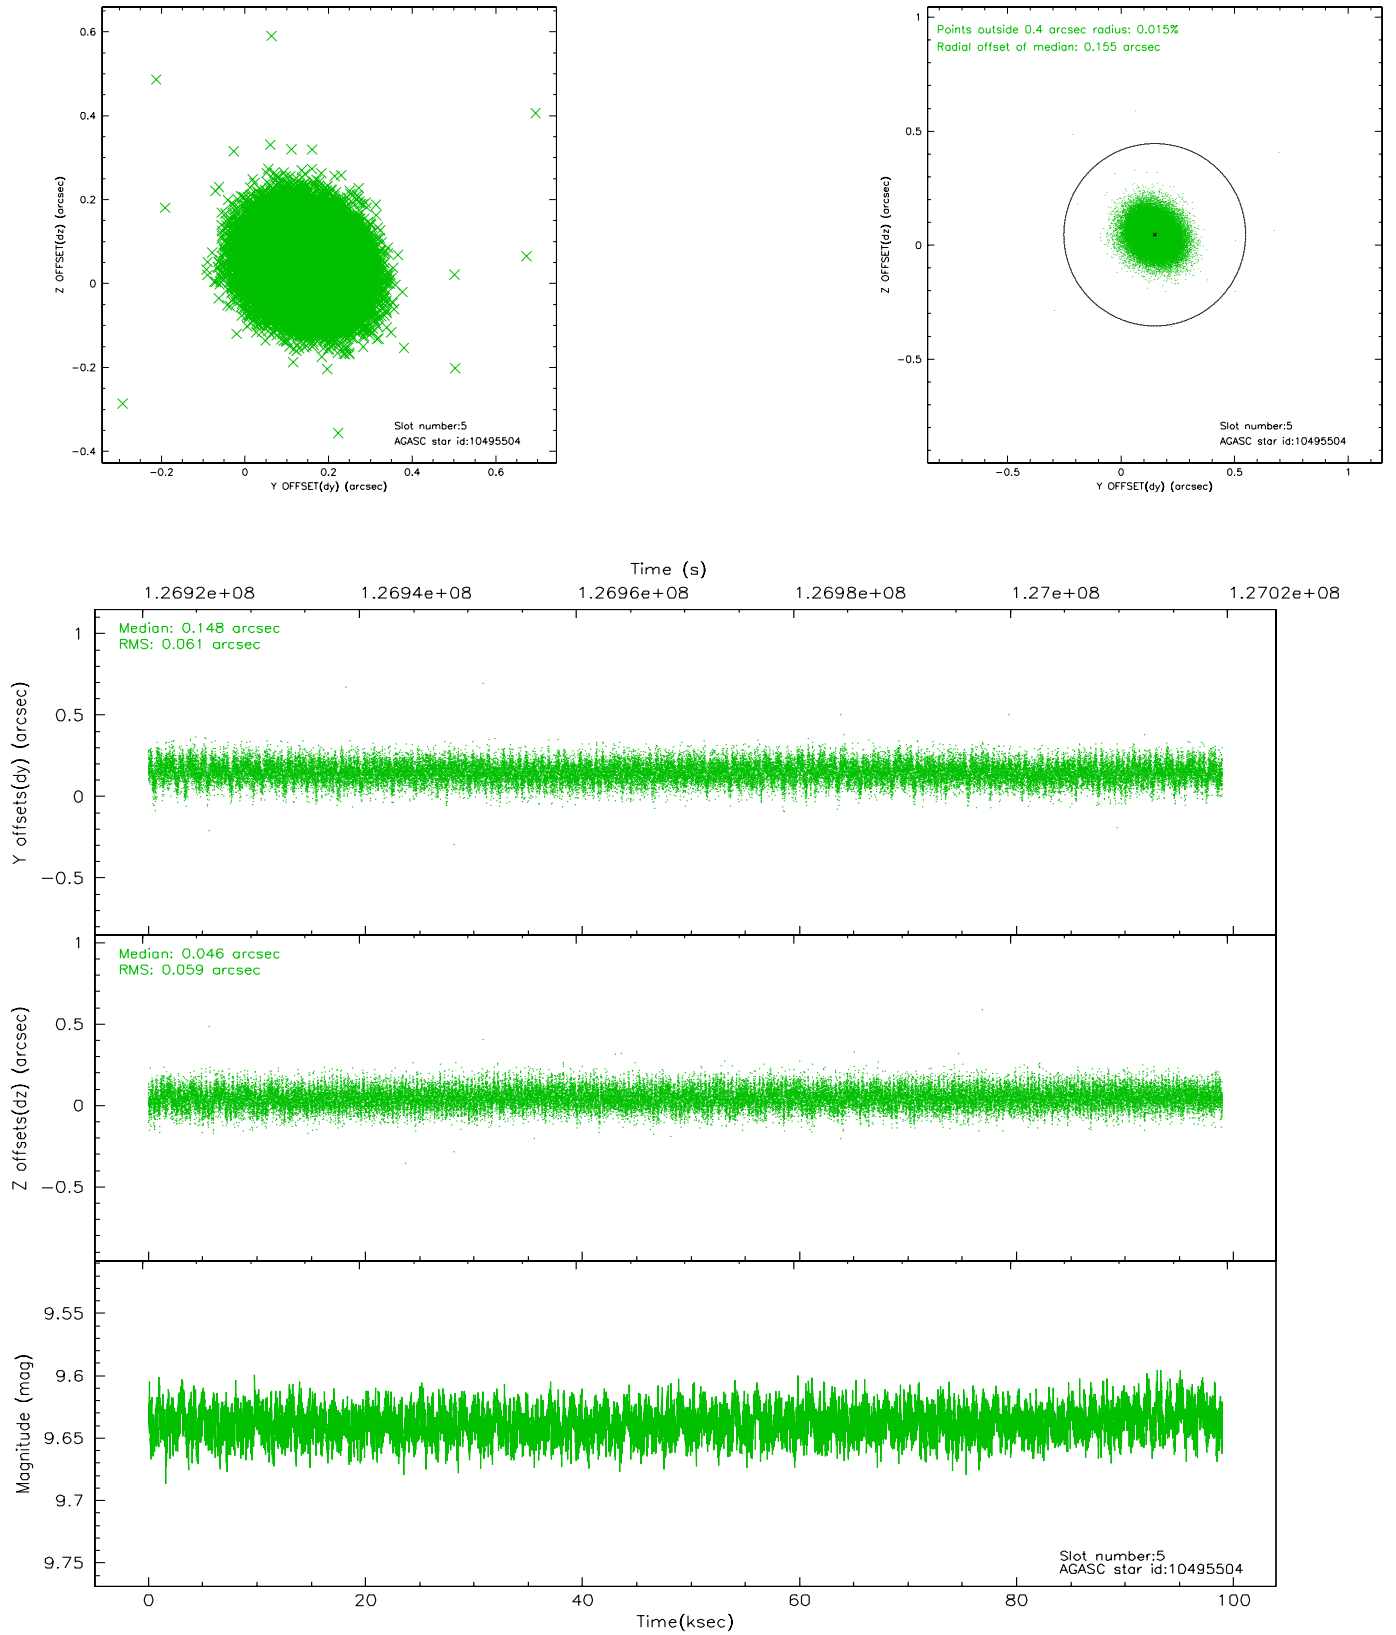 0.6
0.4
0.2
0
−0.2
−0.4
Z OFFSET(dz) (arcsec)
−0.2 0 0.2 0.4 0.6
Y OFFSET(dy) (arcsec)
Slot number:5
AGASC star id:10495504
1
0.5
0
−0.5
Z OFFSET(dz) (arcsec)
Points outside 0.4 arcsec radius: 0.015%
Radial offset of median: 0.155 arcsec
Slot number:5
AGASC star id:10495504
−0.5 0 0.5 1
Y OFFSET(dy) (arcsec)
Time (s)
1.2692e+08 1.2694e+08 1.2696e+08 1.2698e+08 1.27e+08 1.2702e+08
Median: 0.148 arcsec
RMS: 0.061 arcsec
1
0.5
0
−0.5
Y offsets(dy) (arcsec)
Median: 0.046 arcsec
RMS: 0.059 arcsec
1
0.5
0
−0.5
Z offsets(dz) (arcsec)
9.55
9.6
9.65
9.7
9.75
Magnitude (mag)
Slot number:5
AGASC star id:10495504
0 20 40 60 80 100
Time(ksec)